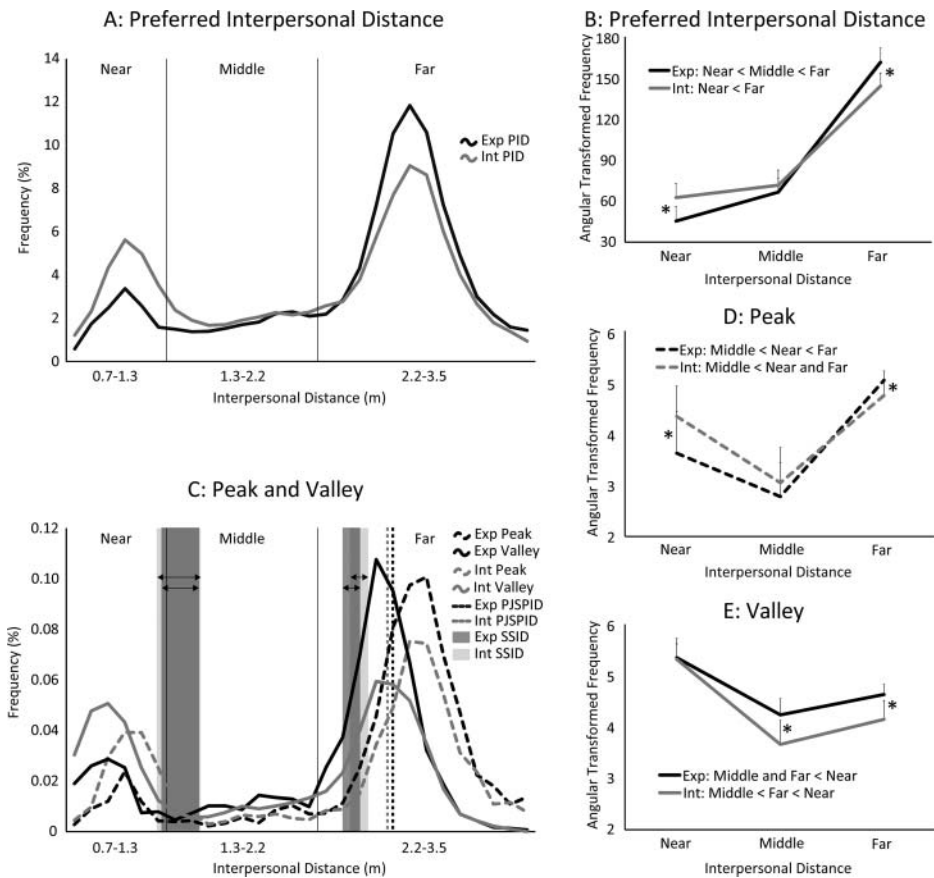 A: Preferred Interpersonal Distance
14
12
10
8
6
4
2
0
Frequency (%)
Near
Middle
Far
Exp PID
Int PID
0.7-1.3
1.3-2.2
2.2-3.5
Interpersonal Distance (m)
B: Preferred Interpersonal Distance
180
150
120
90
60
30
Angular Transformed Frequency
Exp: Near < Middle < Far
Int: Near < Far
*
*
Near
Middle
Far
Interpersonal Distance
C: Peak and Valley
0.12
0.10
0.08
0.06
0.04
0.02
0
Frequency (%)
Near
Middle
Far
Exp Peak
Exp Valley
Int Peak
Int Valley
Exp PJSPID
Int PJSPID
Exp SSID
Int SSID
0.7-1.3
1.3-2.2
2.2-3.5
Interpersonal Distance (m)
D: Peak
6
5
4
3
2
Angular Transformed Frequency
Exp: Middle < Near < Far
Int: Middle < Near and Far
*
*
Near
Middle
Far
Interpersonal Distance
E: Valley
6
5
4
3
2
Angular Transformed Frequency
*
*
Exp: Middle and Far < Near
Int: Middle < Far < Near
Near
Middle
Far
Interpersonal Distance